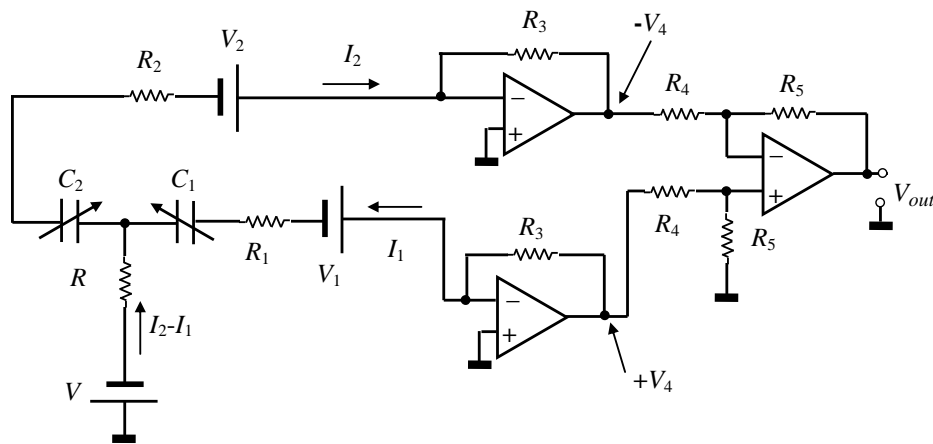 R3
-V4
V2
I2
R2
R4
R5
−
+
−
+
C2
C1
Vout
R4
R3
R5
R1
I1
V1
R
−
+
I2-I1
+V4
V